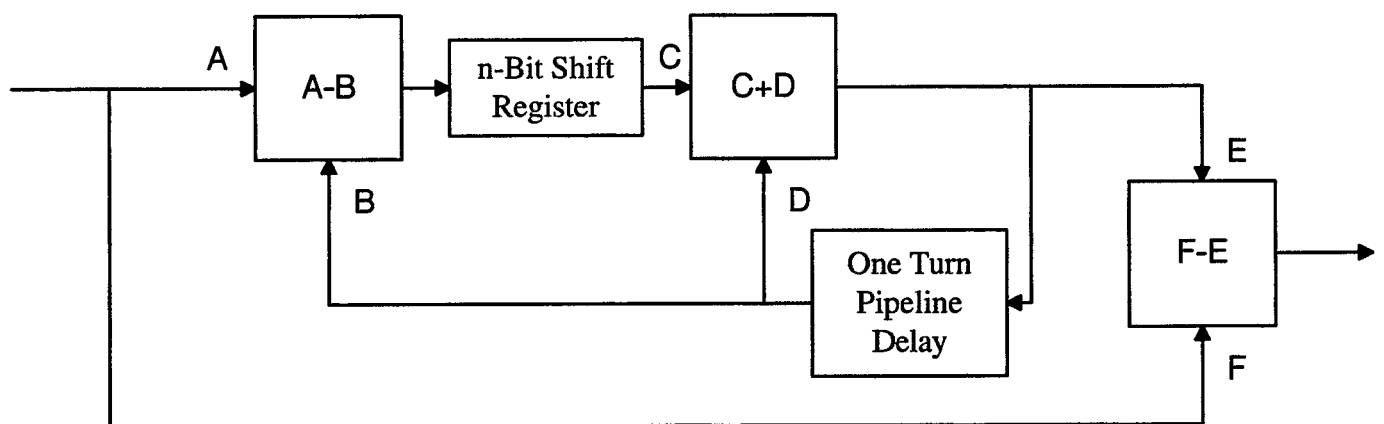 A
A-B
n-Bit Shift
Register
C
C+D
E
B
D
One Turn
Pipeline
Delay
F-E
F